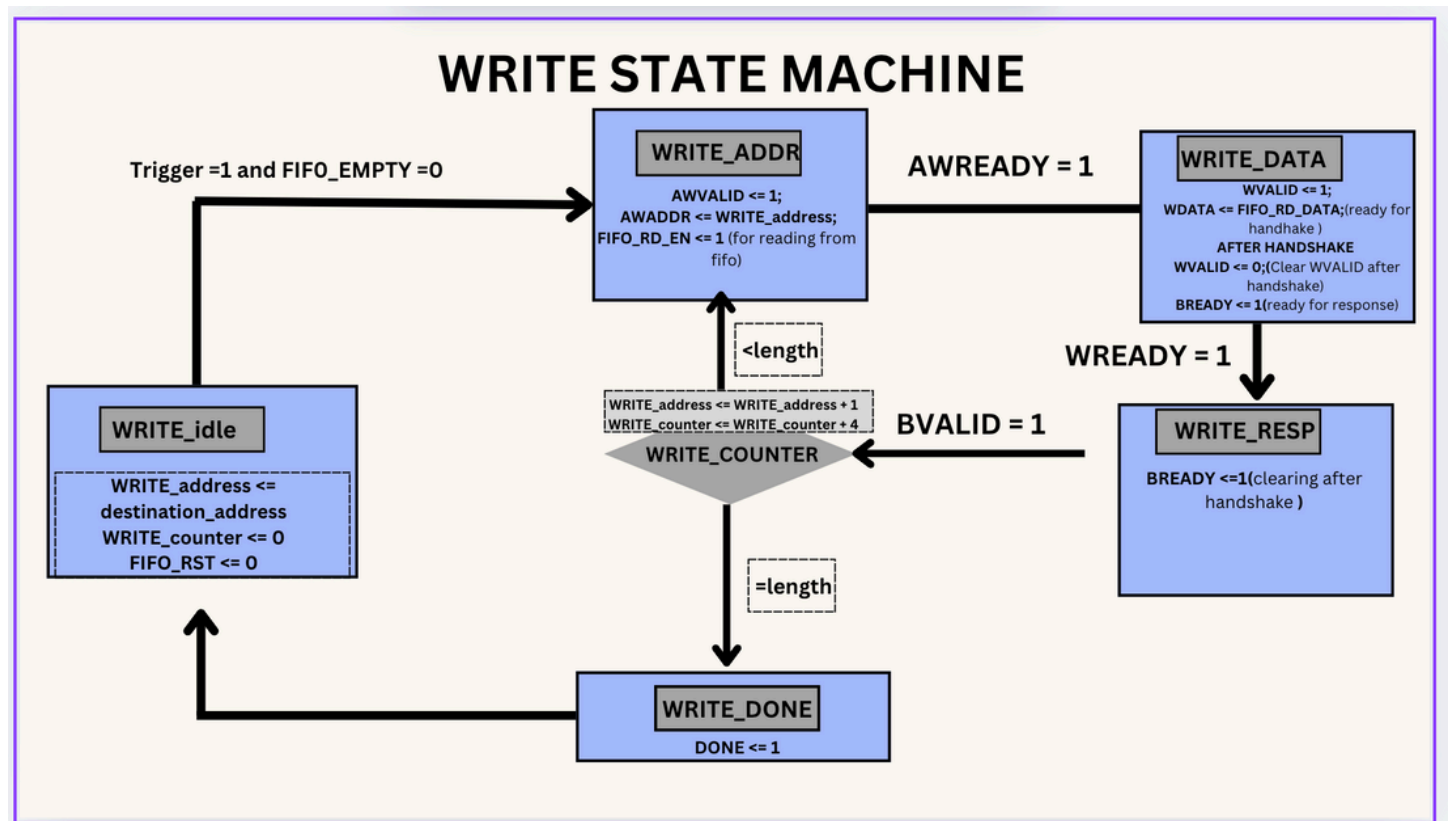 WRITE STATE MACHINE
Trigger =1 and FIFO_EMPTY =0
WRITE_ADDR
AWVALID <= 1;
AWADDR <= WRITE_address;
FIFO_RD_EN <= 1 (for reading from
fifo)
AWREADY = 1
WRITE_DATA
WVALID <= 1;
WDATA <= FIFO_RD_DATA;(ready for
handhake )
AFTER HANDSHAKE
WVALID <= 0;(Clear WVALID after
handshake)
BREADY <= 1(ready for response)
WREADY = 1
WRITE_RESP
BREADY <=1(clearing after
handshake )
BVALID = 1
<length
WRITE_address <= WRITE_address + 1
WRITE_counter <= WRITE_counter + 4
WRITE_COUNTER
=length
WRITE_idle
WRITE_address <=
destination_address
WRITE_counter <= 0
FIFO_RST <= 0
WRITE_DONE
DONE <= 1